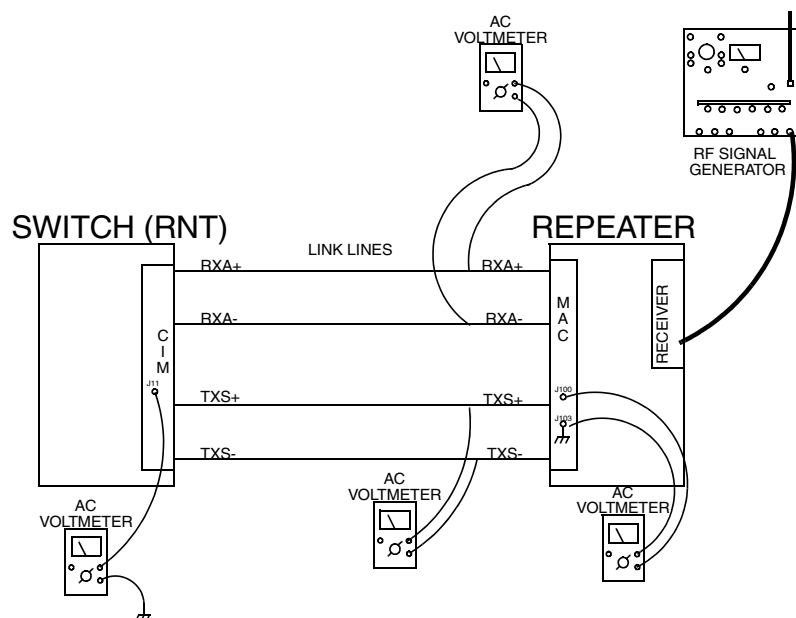 AC
VOLTMETER
RF SIGNAL
GENERATOR
SWITCH (RNT)
REPEATER
LINK LINES
RXA+
RXA+
RXA-
RXA-
TXS+
TXS+
TXS-
TXS-
C
I
M
J11
M
A
C
J100
J103
RECEIVER
AC
VOLTMETER
AC
VOLTMETER
AC
VOLTMETER